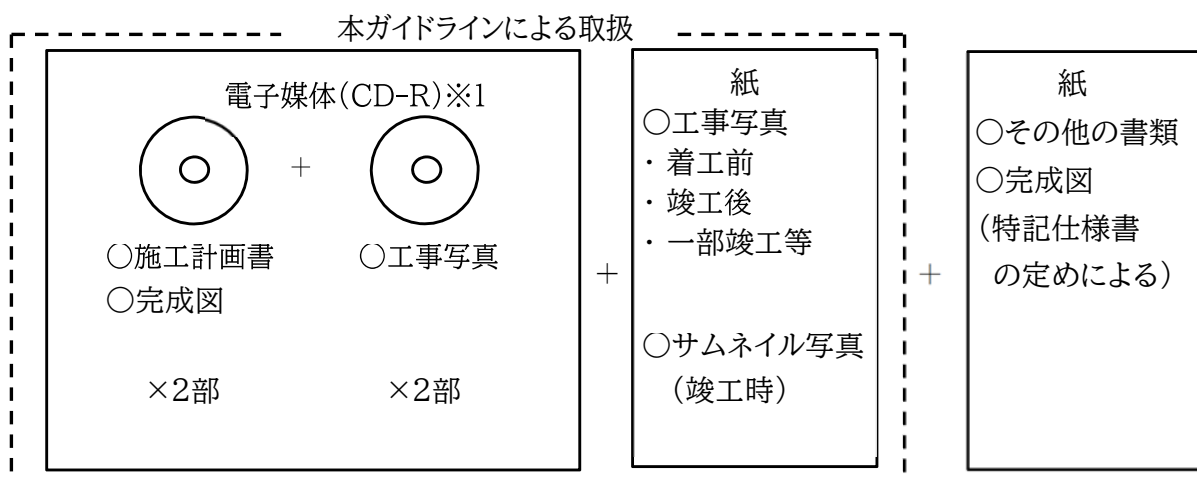 本ガイドラインによる取扱
電子媒体(CD-R)※1
+
○施工計画書
○完成図
×2部
○工事写真
×2部
+
紙
○工事写真
・着工前
・竣工後
・一部竣工等
○サムネイル写真
(竣工時)
+
紙
○その他の書類
○完成図
(特記仕様書
の定めによる)